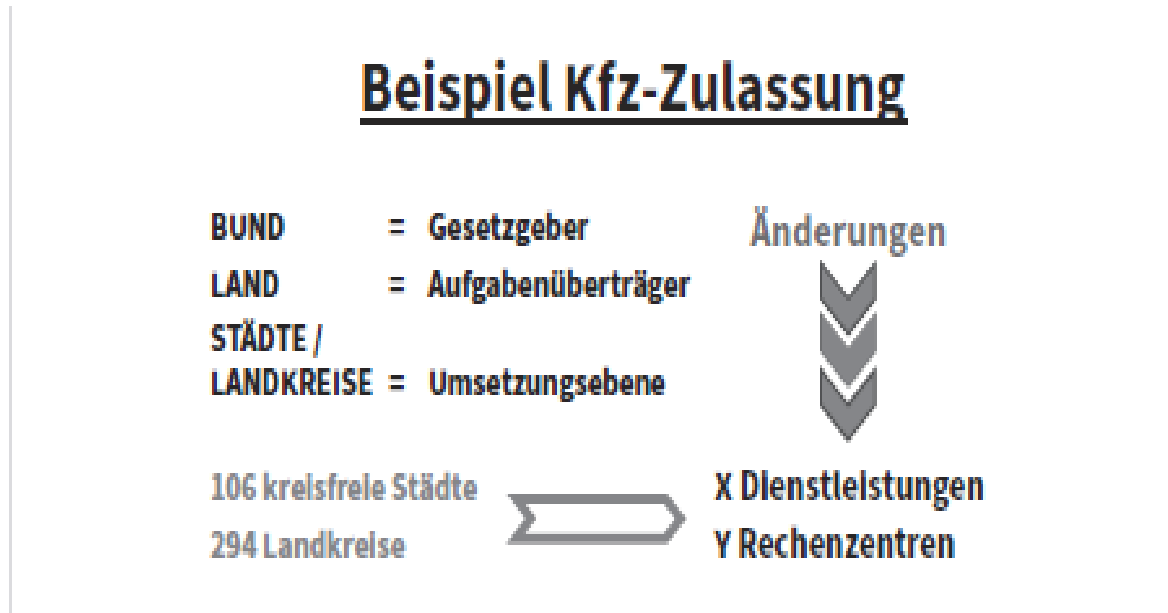 Beispiel Kfz-Zulassung
BUND = Gesetzgeber
LAND = Aufgabenüberträger
STÄDTE /
LANDKREISE = Umsetzungsebene
Änderungen
106 kreisfreie Städte
294 Landkreise
X Dienstleistungen
Y Rechenzentren